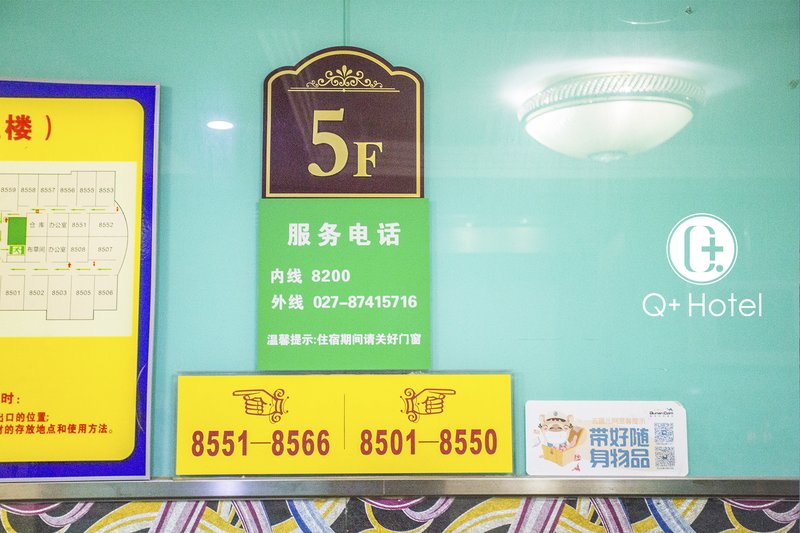 楼）
8559 8558 8557 8556 8555 8553
仓 库 办公室 8551 8552
布草间 办公室 8508 8507
8501 8502 8503 8505 8506
时：
出口的位置；
材的存放地点和使用方法。
5F
服务电话
内线 8200
外线 027-87415716
温馨提示:住宿期间请关好门窗
8551—8566
8501—8550
Q+ Hotel
带好随
身物品